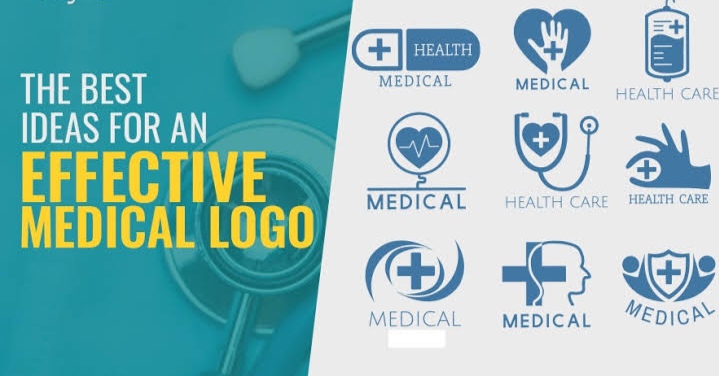 THE BEST
IDEAS FOR AN
EFFECTIVE
MEDICAL LOGO
HEALTH
MEDICAL
MEDICAL
HEALTH CARE
MEDICAL
HEALTH CARE
HEALTH CARE
MEDICAL
MEDICAL
MEDICAL